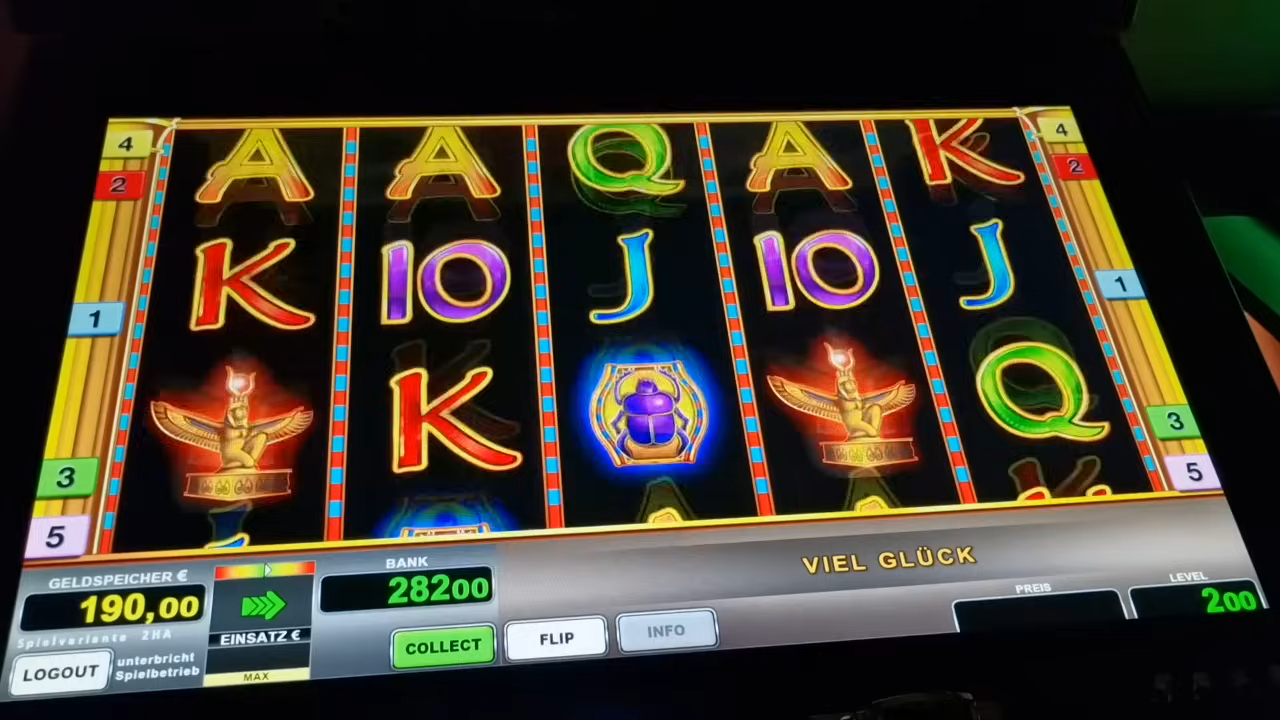 4 A A Q A K 4
2 2
K 10 J 10 J
1 1
K Q
3 3
5 K 5
GELDSPEICHER €
190,00
Spielvariante 2HA
LOGOUT
unterbricht
Spielbetrieb
EINSATZ €
MAX
BANK
28200
COLLECT
FLIP
INFO
VIEL GLÜCK
PREIS
LEVEL
200